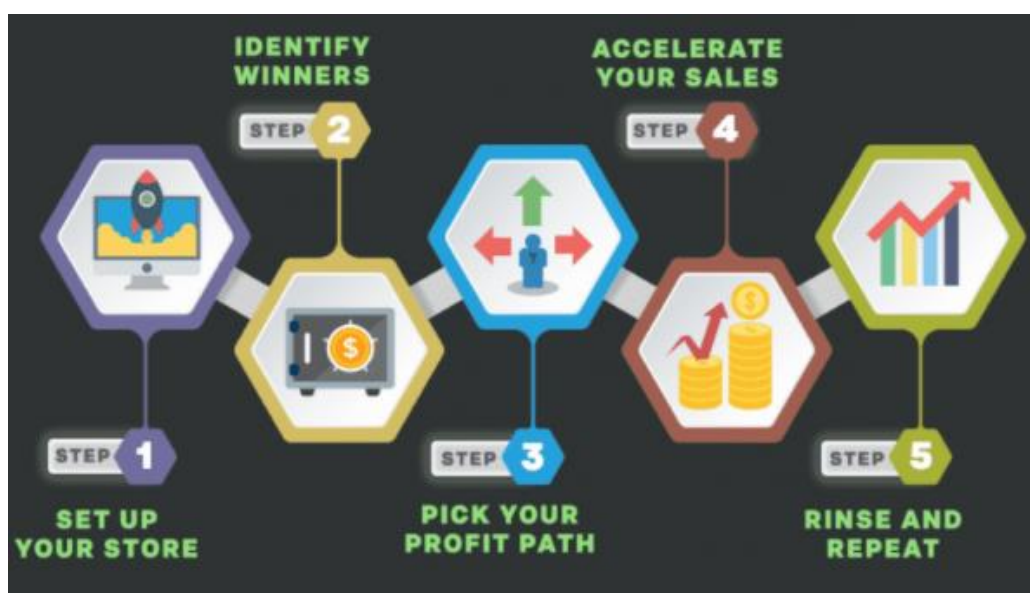 STEP 1
SET UP
YOUR STORE
IDENTIFY
WINNERS
STEP 2
STEP 3
PICK YOUR
PROFIT PATH
ACCELERATE
YOUR SALES
STEP 4
STEP 5
RINSE AND
REPEAT
$
$